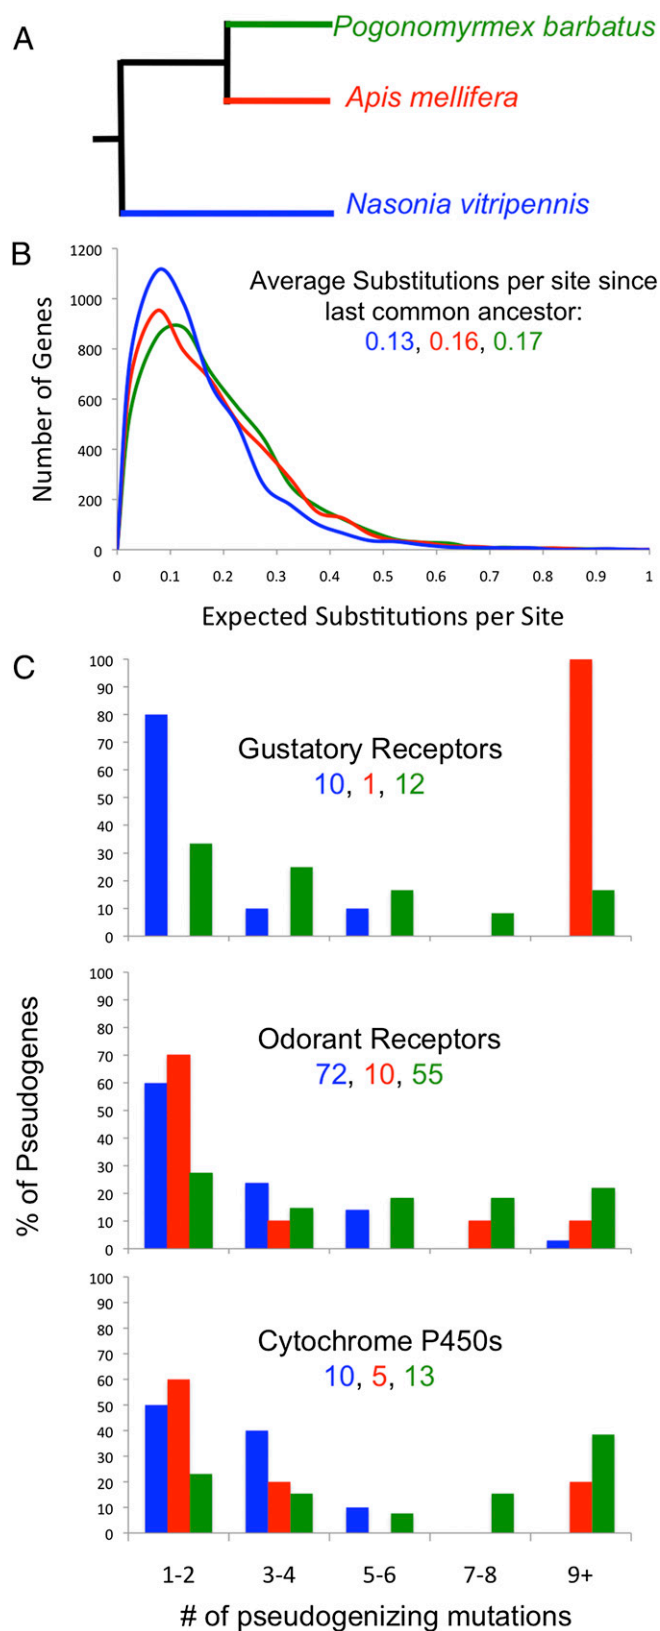 A
Pogonomyrmex barbatus
Apis mellifera
Nasonia vitripennis
B
Average Substitutions per site since
last common ancestor:
0.13, 0.16, 0.17
Number of Genes
1200
1000
800
600
400
200
0
0 0.1 0.2 0.3 0.4 0.5 0.6 0.7 0.8 0.9 1
Expected Substitutions per Site
C
% of Pseudogenes
100
90
80
70
60
50
40
30
20
10
0
Gustatory Receptors
10, 1, 12
100
90
80
70
60
50
40
30
20
10
0
Odorant Receptors
72, 10, 55
100
90
80
70
60
50
40
30
20
10
0
Cytochrome P450s
10, 5, 13
1-2 3-4 5-6 7-8 9+
# of pseudogenizing mutations